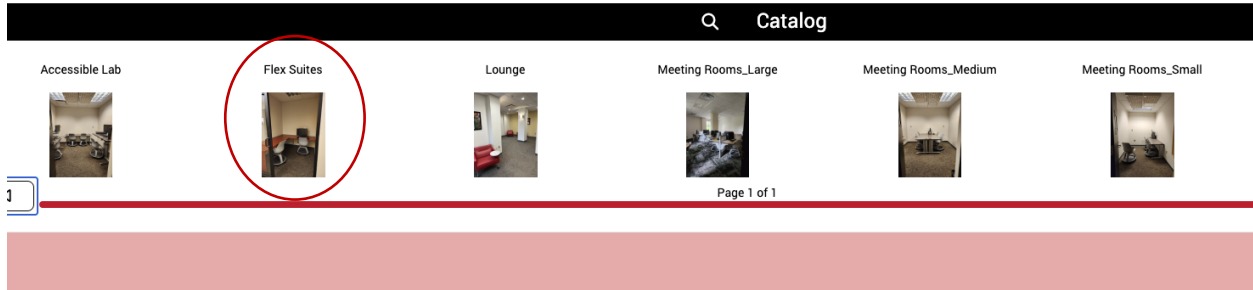 Catalog
Accessible Lab
Flex Suites
Lounge
Meeting Rooms_Large
Meeting Rooms_Medium
Meeting Rooms_Small
Page 1 of 1